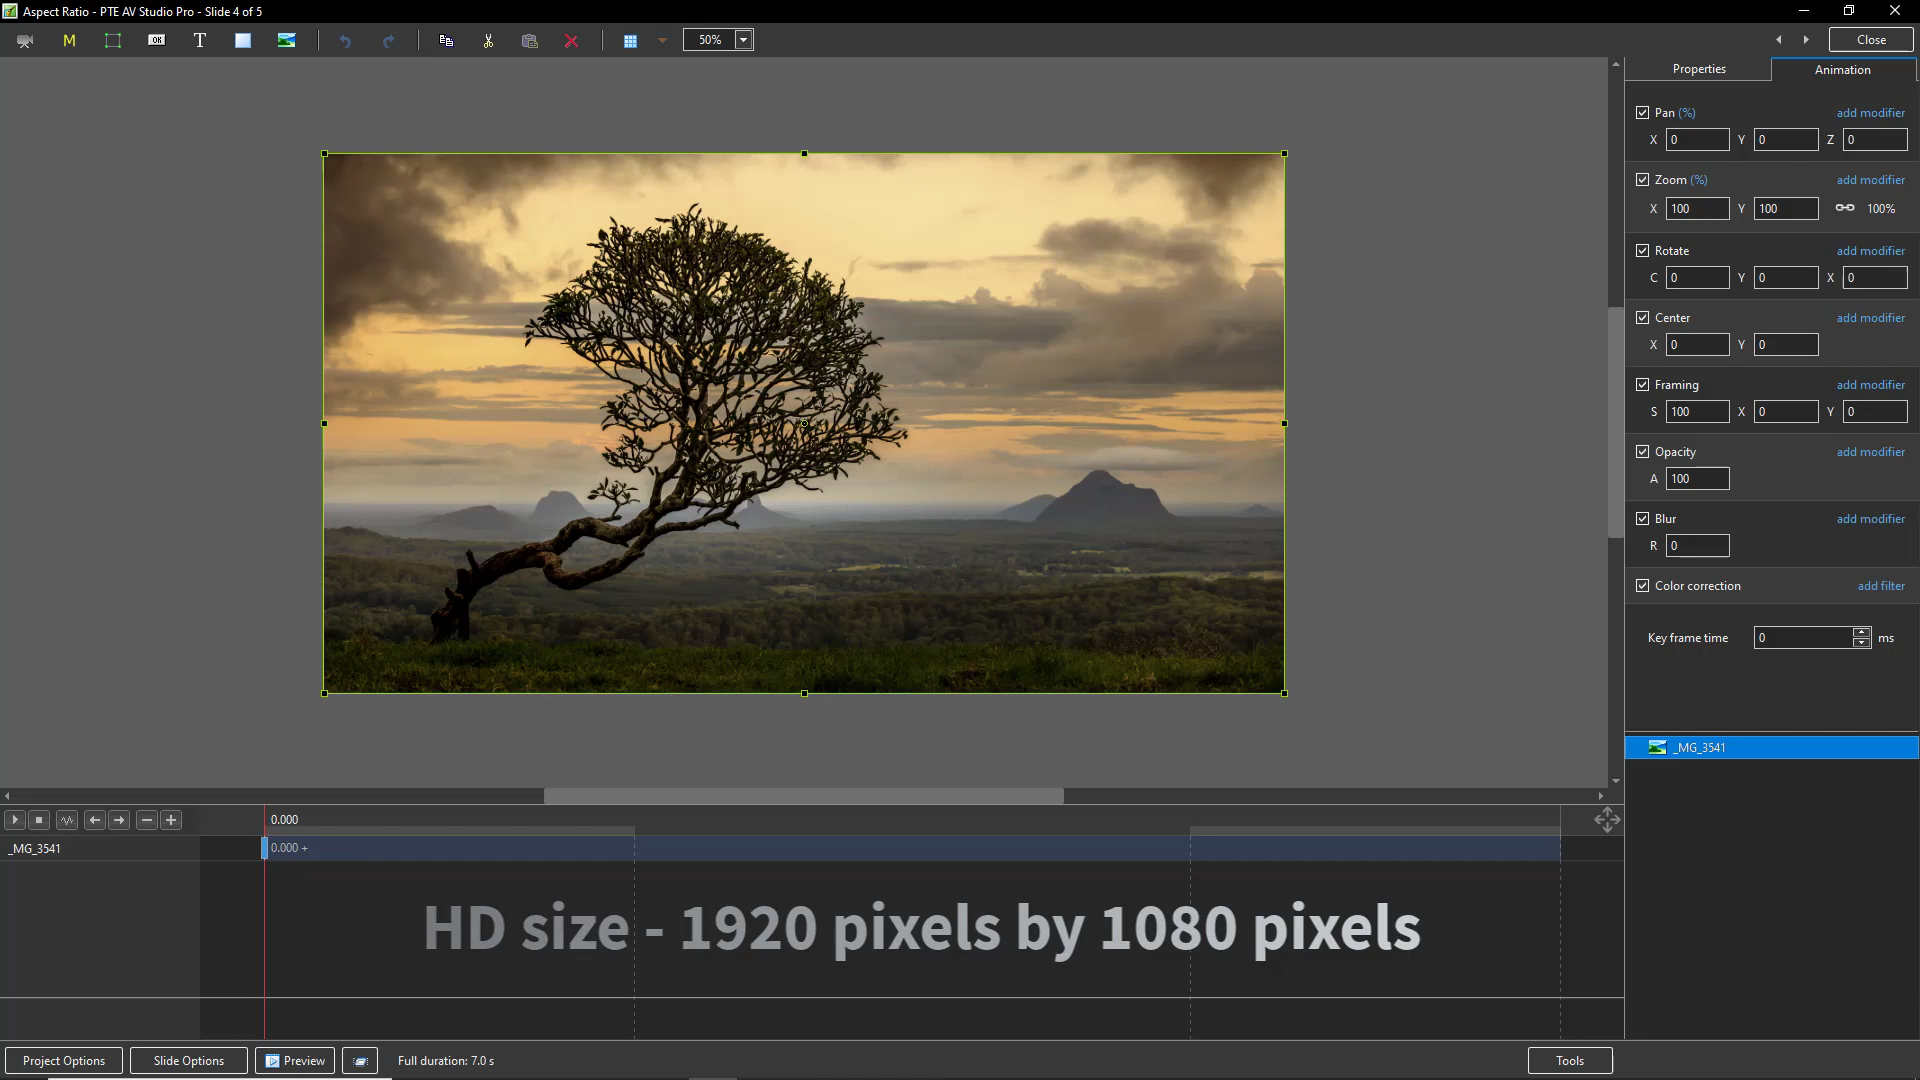 Aspect Ratio - PTE AV Studio Pro - Slide 4 of 5
M OK T 50% Close
Properties Animation
Pan (%) add modifier
X 0 Y 0 Z 0
Zoom (%) add modifier
X 100 Y 100 100%
Rotate add modifier
C 0 Y 0 X 0
Center add modifier
X 0 Y 0
Framing add modifier
S 100 X 0 Y 0
Opacity add modifier
A 100
Blur add modifier
R 0
Color correction add filter
Key frame time 0 ms
_MG_3541
0.000
_MG_3541 0.000 +
HD size - 1920 pixels by 1080 pixels
Project Options Slide Options Preview Full duration: 7.0 s Tools